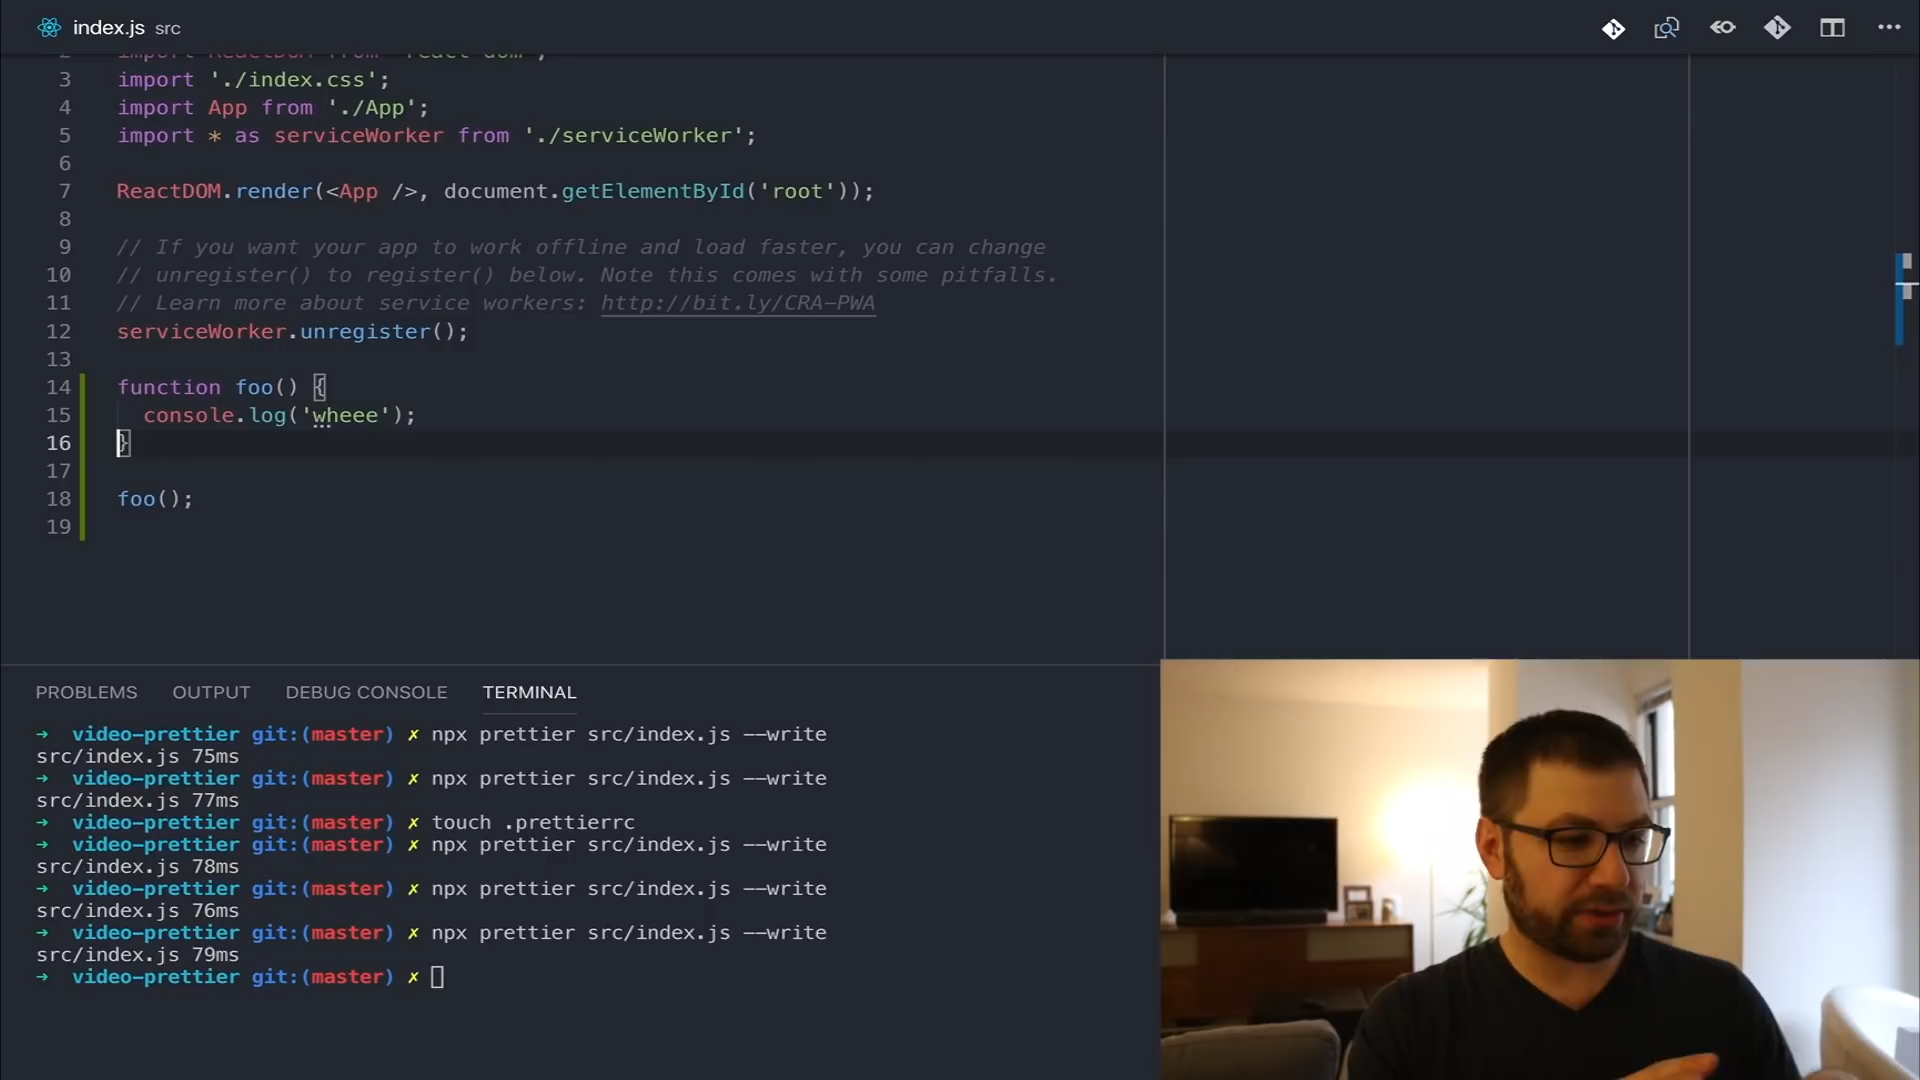 index.js src
2 import ReactDOM from 'react-dom';
3 import './index.css';
4 import App from './App';
5 import * as serviceWorker from './serviceWorker';
6
7 ReactDOM.render(<App />, document.getElementById('root'));
8
9 // If you want your app to work offline and load faster, you can change
10 // unregister() to register() below. Note this comes with some pitfalls.
11 // Learn more about service workers: http://bit.ly/CRA-PWA
12 serviceWorker.unregister();
13
14 function foo() {
15 console.log('wheee');
16 }
17
18 foo();
19
PROBLEMS OUTPUT DEBUG CONSOLE TERMINAL
→ video-prettier git:(master) ✗ npx prettier src/index.js --write
src/index.js 75ms
→ video-prettier git:(master) ✗ npx prettier src/index.js --write
src/index.js 77ms
→ video-prettier git:(master) ✗ touch .prettierrc
→ video-prettier git:(master) ✗ npx prettier src/index.js --write
src/index.js 78ms
→ video-prettier git:(master) ✗ npx prettier src/index.js --write
src/index.js 76ms
→ video-prettier git:(master) ✗ npx prettier src/index.js --write
src/index.js 79ms
→ video-prettier git:(master) ✗